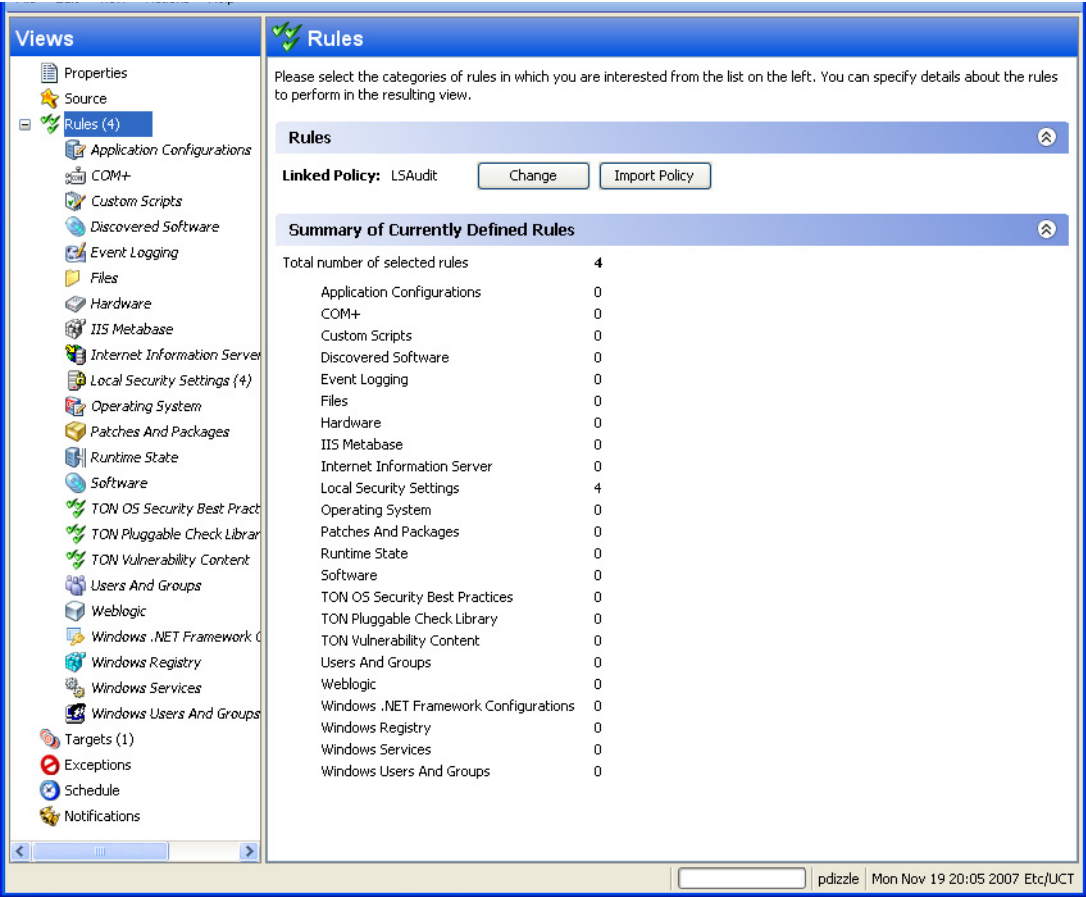 Views
Properties
Source
Rules (4)
Application Configurations
COM+
Custom Scripts
Discovered Software
Event Logging
Files
Hardware
IIS Metabase
Internet Information Server
Local Security Settings (4)
Operating System
Patches And Packages
Runtime State
Software
TON OS Security Best Pract
TON Pluggable Check Librar
TON Vulnerability Content
Users And Groups
Weblogic
Windows .NET Framework C
Windows Registry
Windows Services
Windows Users And Groups
Targets (1)
Exceptions
Schedule
Notifications
Rules
Please select the categories of rules in which you are interested from the list on the left. You can specify details about the rules
to perform in the resulting view.
Rules
Linked Policy: LSAudit Change Import Policy
Summary of Currently Defined Rules
Total number of selected rules 4
Application Configurations 0
COM+ 0
Custom Scripts 0
Discovered Software 0
Event Logging 0
Files 0
Hardware 0
IIS Metabase 0
Internet Information Server 0
Local Security Settings 4
Operating System 0
Patches And Packages 0
Runtime State 0
Software 0
TON OS Security Best Practices 0
TON Pluggable Check Library 0
TON Vulnerability Content 0
Users And Groups 0
Weblogic 0
Windows .NET Framework Configurations 0
Windows Registry 0
Windows Services 0
Windows Users And Groups 0
pdizzle Mon Nov 19 20:05 2007 Etc/UCT